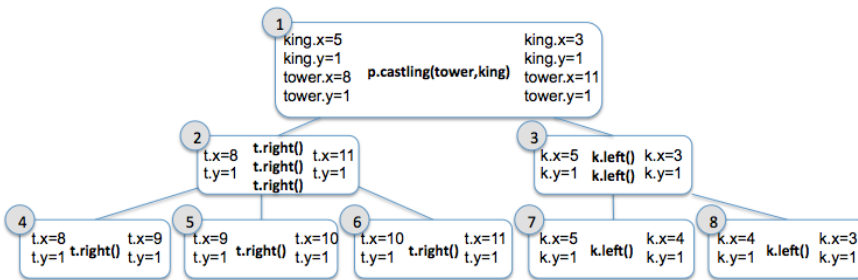 1
king.x=5 king.x=3
king.y=1 king.y=1
tower.x=8 p.castling(tower,king) tower.x=11
tower.y=1 tower.y=1
2
t.right()
t.x=8 t.right() t.x=11
t.y=1 t.right() t.y=1
3
k.x=5 k.left() k.x=3
k.y=1 k.left() k.y=1
4
t.x=8 t.x=9
t.y=1 t.right() t.y=1
5
t.x=9 t.x=10
t.y=1 t.right() t.y=1
6
t.x=10 t.x=11
t.y=1 t.right() t.y=1
7
k.x=5 k.x=4
k.y=1 k.left() k.y=1
8
k.x=4 k.x=3
k.y=1 k.left() k.y=1